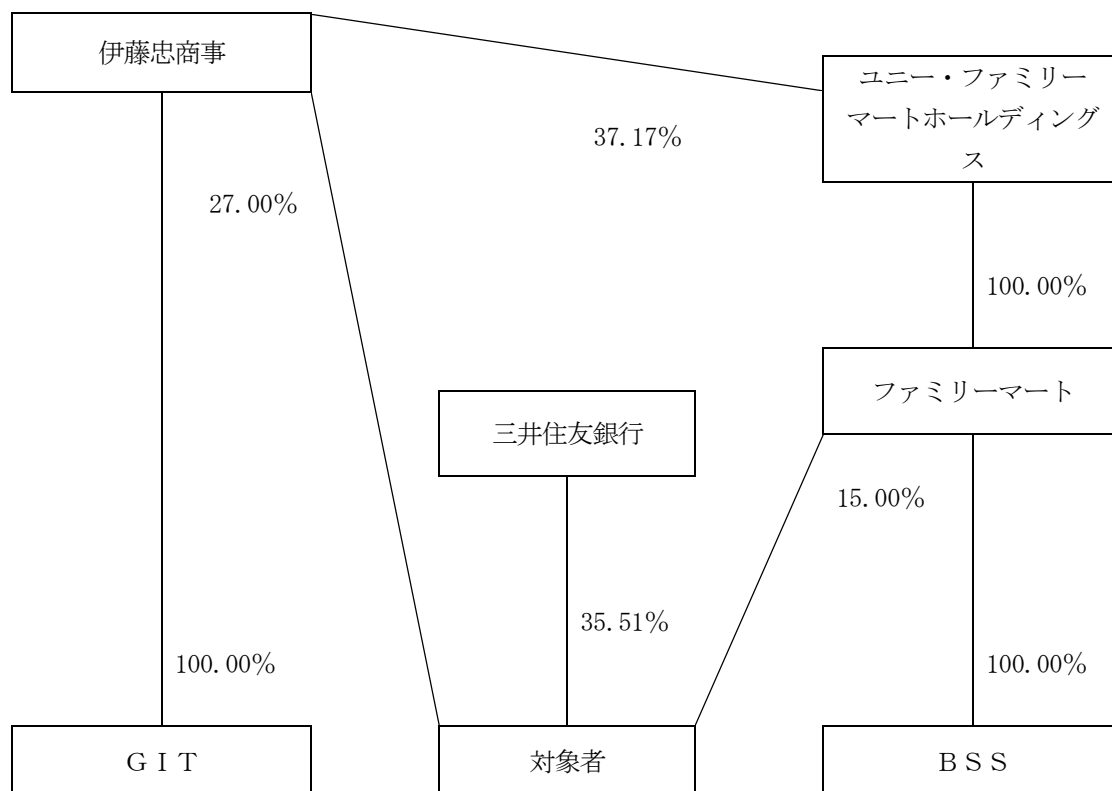 伊藤忠商事
ユニー・ファミリー
マートホールディング
ス
37.17%
27.00%
100.00%
ファミリーマート
三井住友銀行
15.00%
35.51%
100.00%
100.00%
ＧＩＴ
対象者
ＢＳＳ